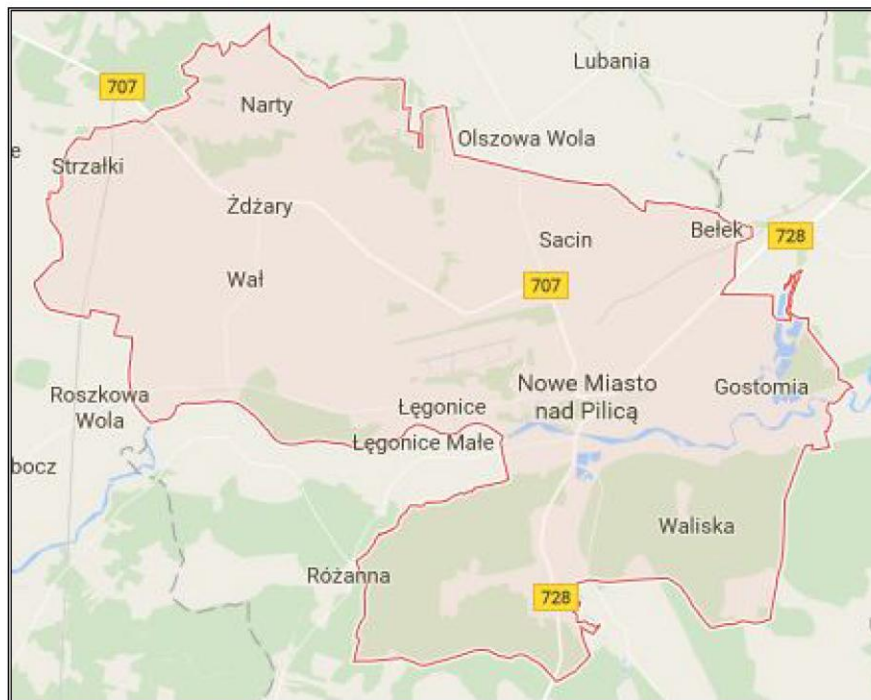 Lubania
707
Narty
Olszowa Wola
e
Strzałki
Żdżary
Bełek
728
Sacin
Wał
707
Nowe Miasto
nad Pilicą
Gostomia
Roszkowa
Wola
Łęgonice
Łęgonice Małe
bocz
Waliska
Różanna
728